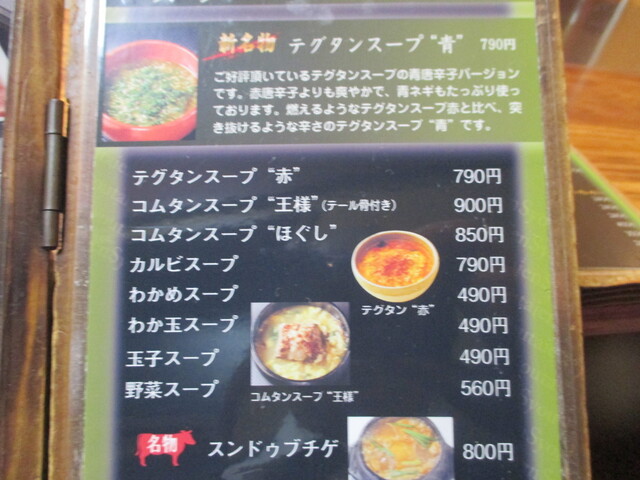 新名物 テグタンスープ“青” 790円
ご好評頂いているテグタンスープの青唐辛子バージョン
です。赤唐辛子よりも爽やかで、青ネギもたっぷり使っ
ております。燃えるようなテグタンスープ赤と比べ、突
き抜けるような辛さのテグタンスープ“青”です。
テグタンスープ“赤” 790円
コムタンスープ“王様”(テール骨付き) 900円
コムタンスープ“ほぐし” 850円
カルビスープ 790円
わかめスープ 490円
テグタン“赤”
わか玉スープ 490円
玉子スープ 490円
野菜スープ 560円
コムタンスープ“王様”
名物 スンドゥブチゲ 800円